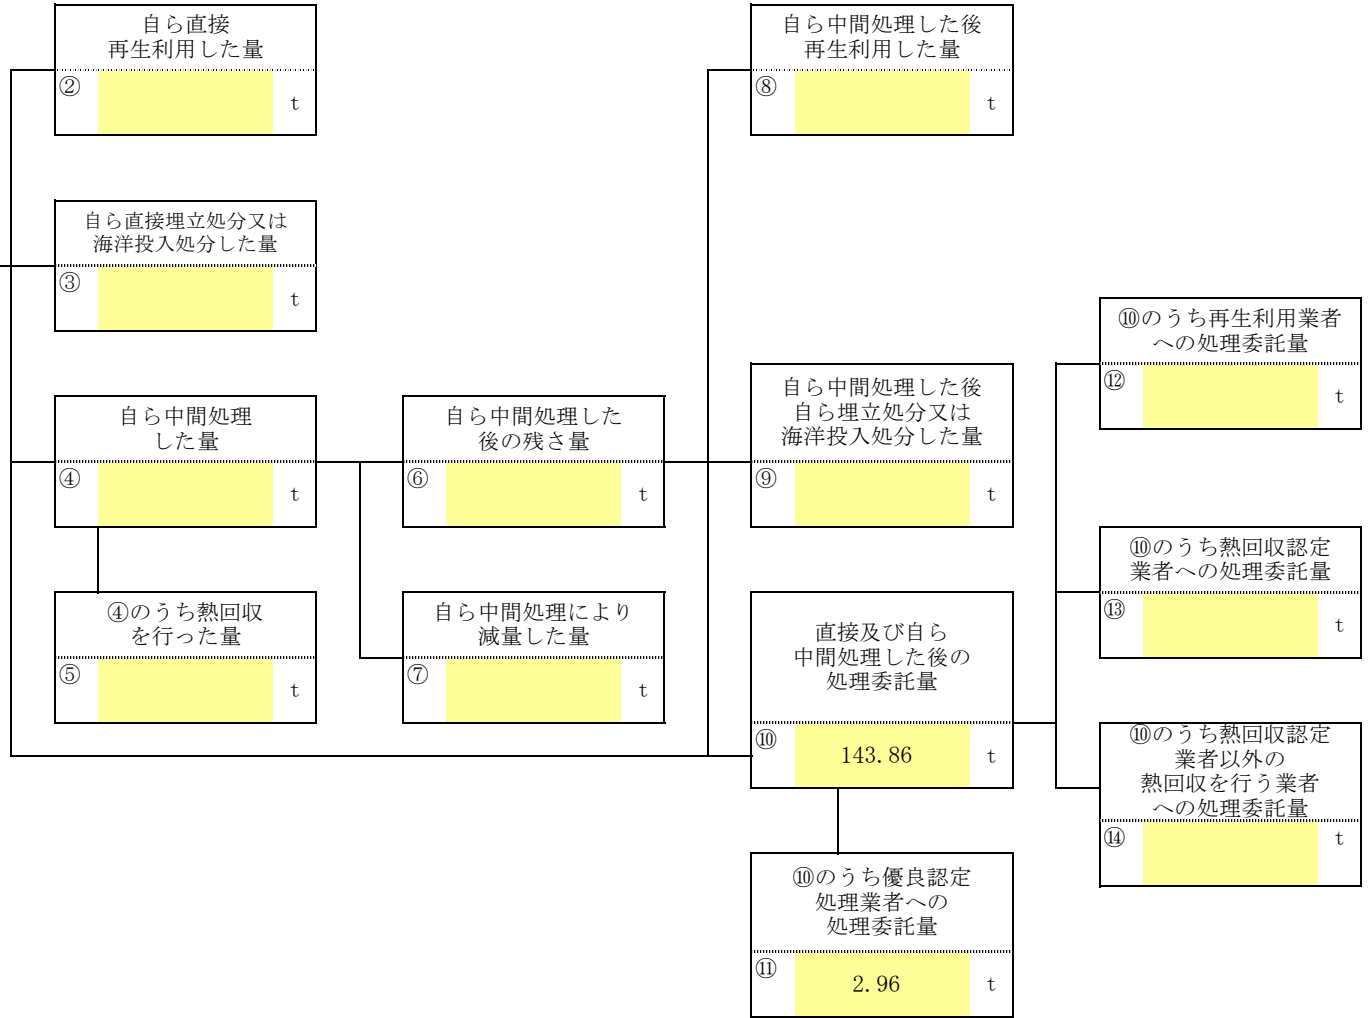 自ら直接
再生利用した量
②
t
自ら中間処理した後
再生利用した量
⑧
t
自ら直接埋立処分又は
海洋投入処分した量
③
t
⑩のうち再生利用業者
への処理委託量
⑫
t
自ら中間処理
した量
④
t
自ら中間処理した
後の残さ量
⑥
t
自ら中間処理した後
自ら埋立処分又は
海洋投入処分した量
⑨
t
⑩のうち熱回収認定
業者への処理委託量
⑬
t
④のうち熱回収
を行った量
⑤
t
自ら中間処理により
減量した量
⑦
t
直接及び自ら
中間処理した後の
処理委託量
⑩
143.86
t
⑩のうち熱回収認定
業者以外の
熱回収を行う業者
への処理委託量
⑭
t
⑩のうち優良認定
処理業者への
処理委託量
⑪
2.96
t